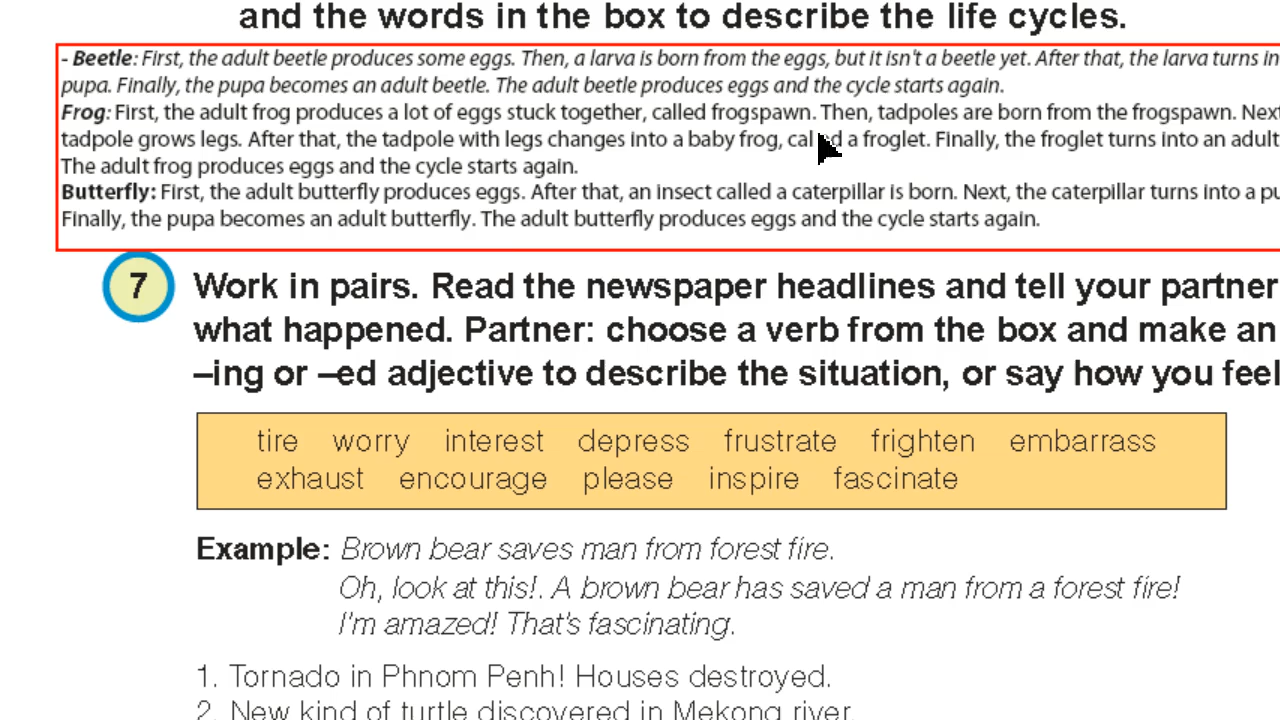 and the words in the box to describe the life cycles.
- Beetle: First, the adult beetle produces some eggs. Then, a larva is born from the eggs, but it isn't a beetle yet. After that, the larva turns in
pupa. Finally, the pupa becomes an adult beetle. The adult beetle produces eggs and the cycle starts again.
Frog: First, the adult frog produces a lot of eggs stuck together, called frogspawn. Then, tadpoles are born from the frogspawn. Next
tadpole grows legs. After that, the tadpole with legs changes into a baby frog, called a froglet. Finally, the froglet turns into an adult
The adult frog produces eggs and the cycle starts again.
Butterfly: First, the adult butterfly produces eggs. After that, an insect called a caterpillar is born. Next, the caterpillar turns into a pu
Finally, the pupa becomes an adult butterfly. The adult butterfly produces eggs and the cycle starts again.
7 Work in pairs. Read the newspaper headlines and tell your partner
what happened. Partner: choose a verb from the box and make an
–ing or –ed adjective to describe the situation, or say how you feel
tire worry interest depress frustrate frighten embarrass
exhaust encourage please inspire fascinate
Example: Brown bear saves man from forest fire.
Oh, look at this!. A brown bear has saved a man from a forest fire!
I'm amazed! That's fascinating.
1. Tornado in Phnom Penh! Houses destroyed.
2. New kind of turtle discovered in Mekong river.